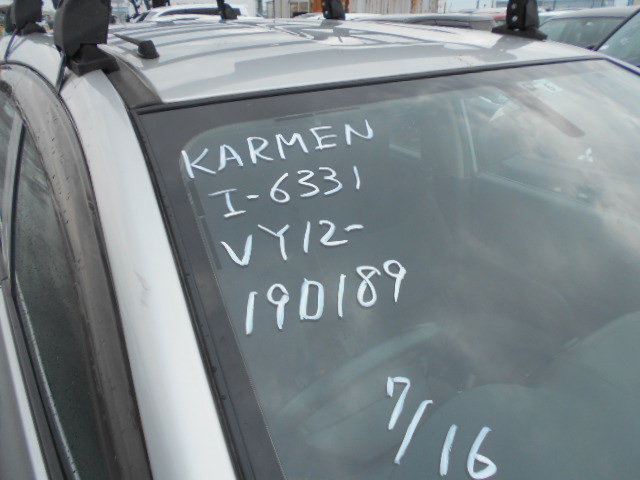 KARMEN
I-6331
VY12-
19D189
7/16